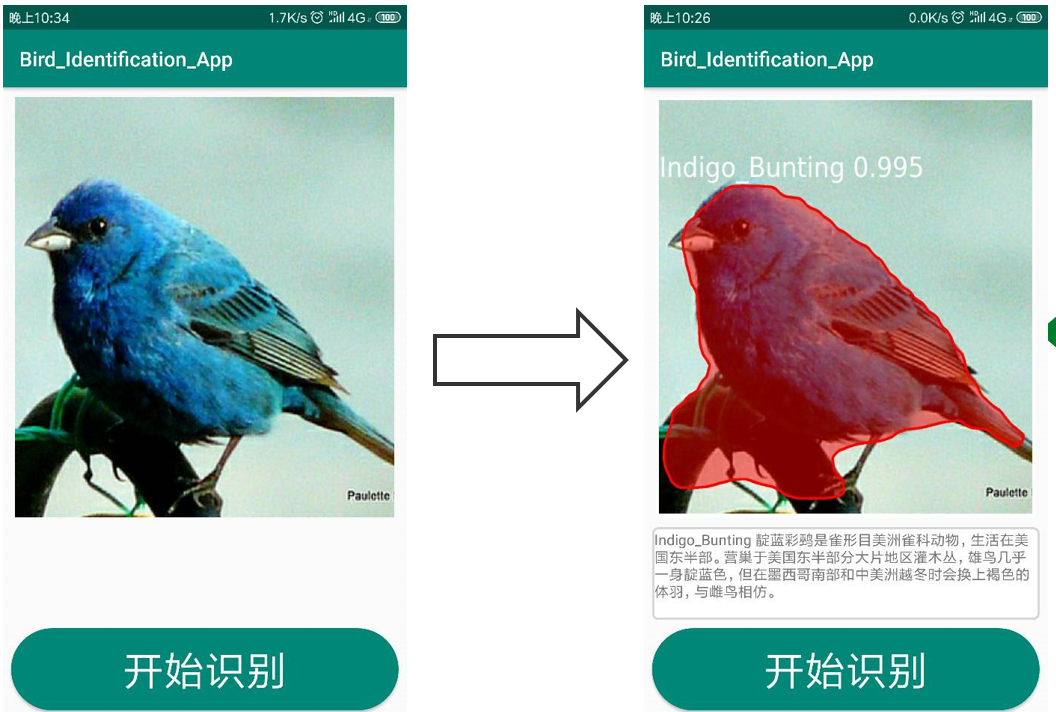 晚上10:34
1.7K/s
HD
4G
100
Bird_Identification_App
Paulette
开始识别
晚上10:26
0.0K/s
HD
4G
100
Bird_Identification_App
Indigo_Bunting 0.995
Paulette
Indigo_Bunting 靛蓝彩鹀是雀形目美洲雀科动物，生活在美
国东半部。营巢于美国东半部分大片地区灌木丛，雄鸟几乎
一身靛蓝色，但在墨西哥南部和中美洲越冬时会换上褐色的
体羽，与雌鸟相仿。
开始识别